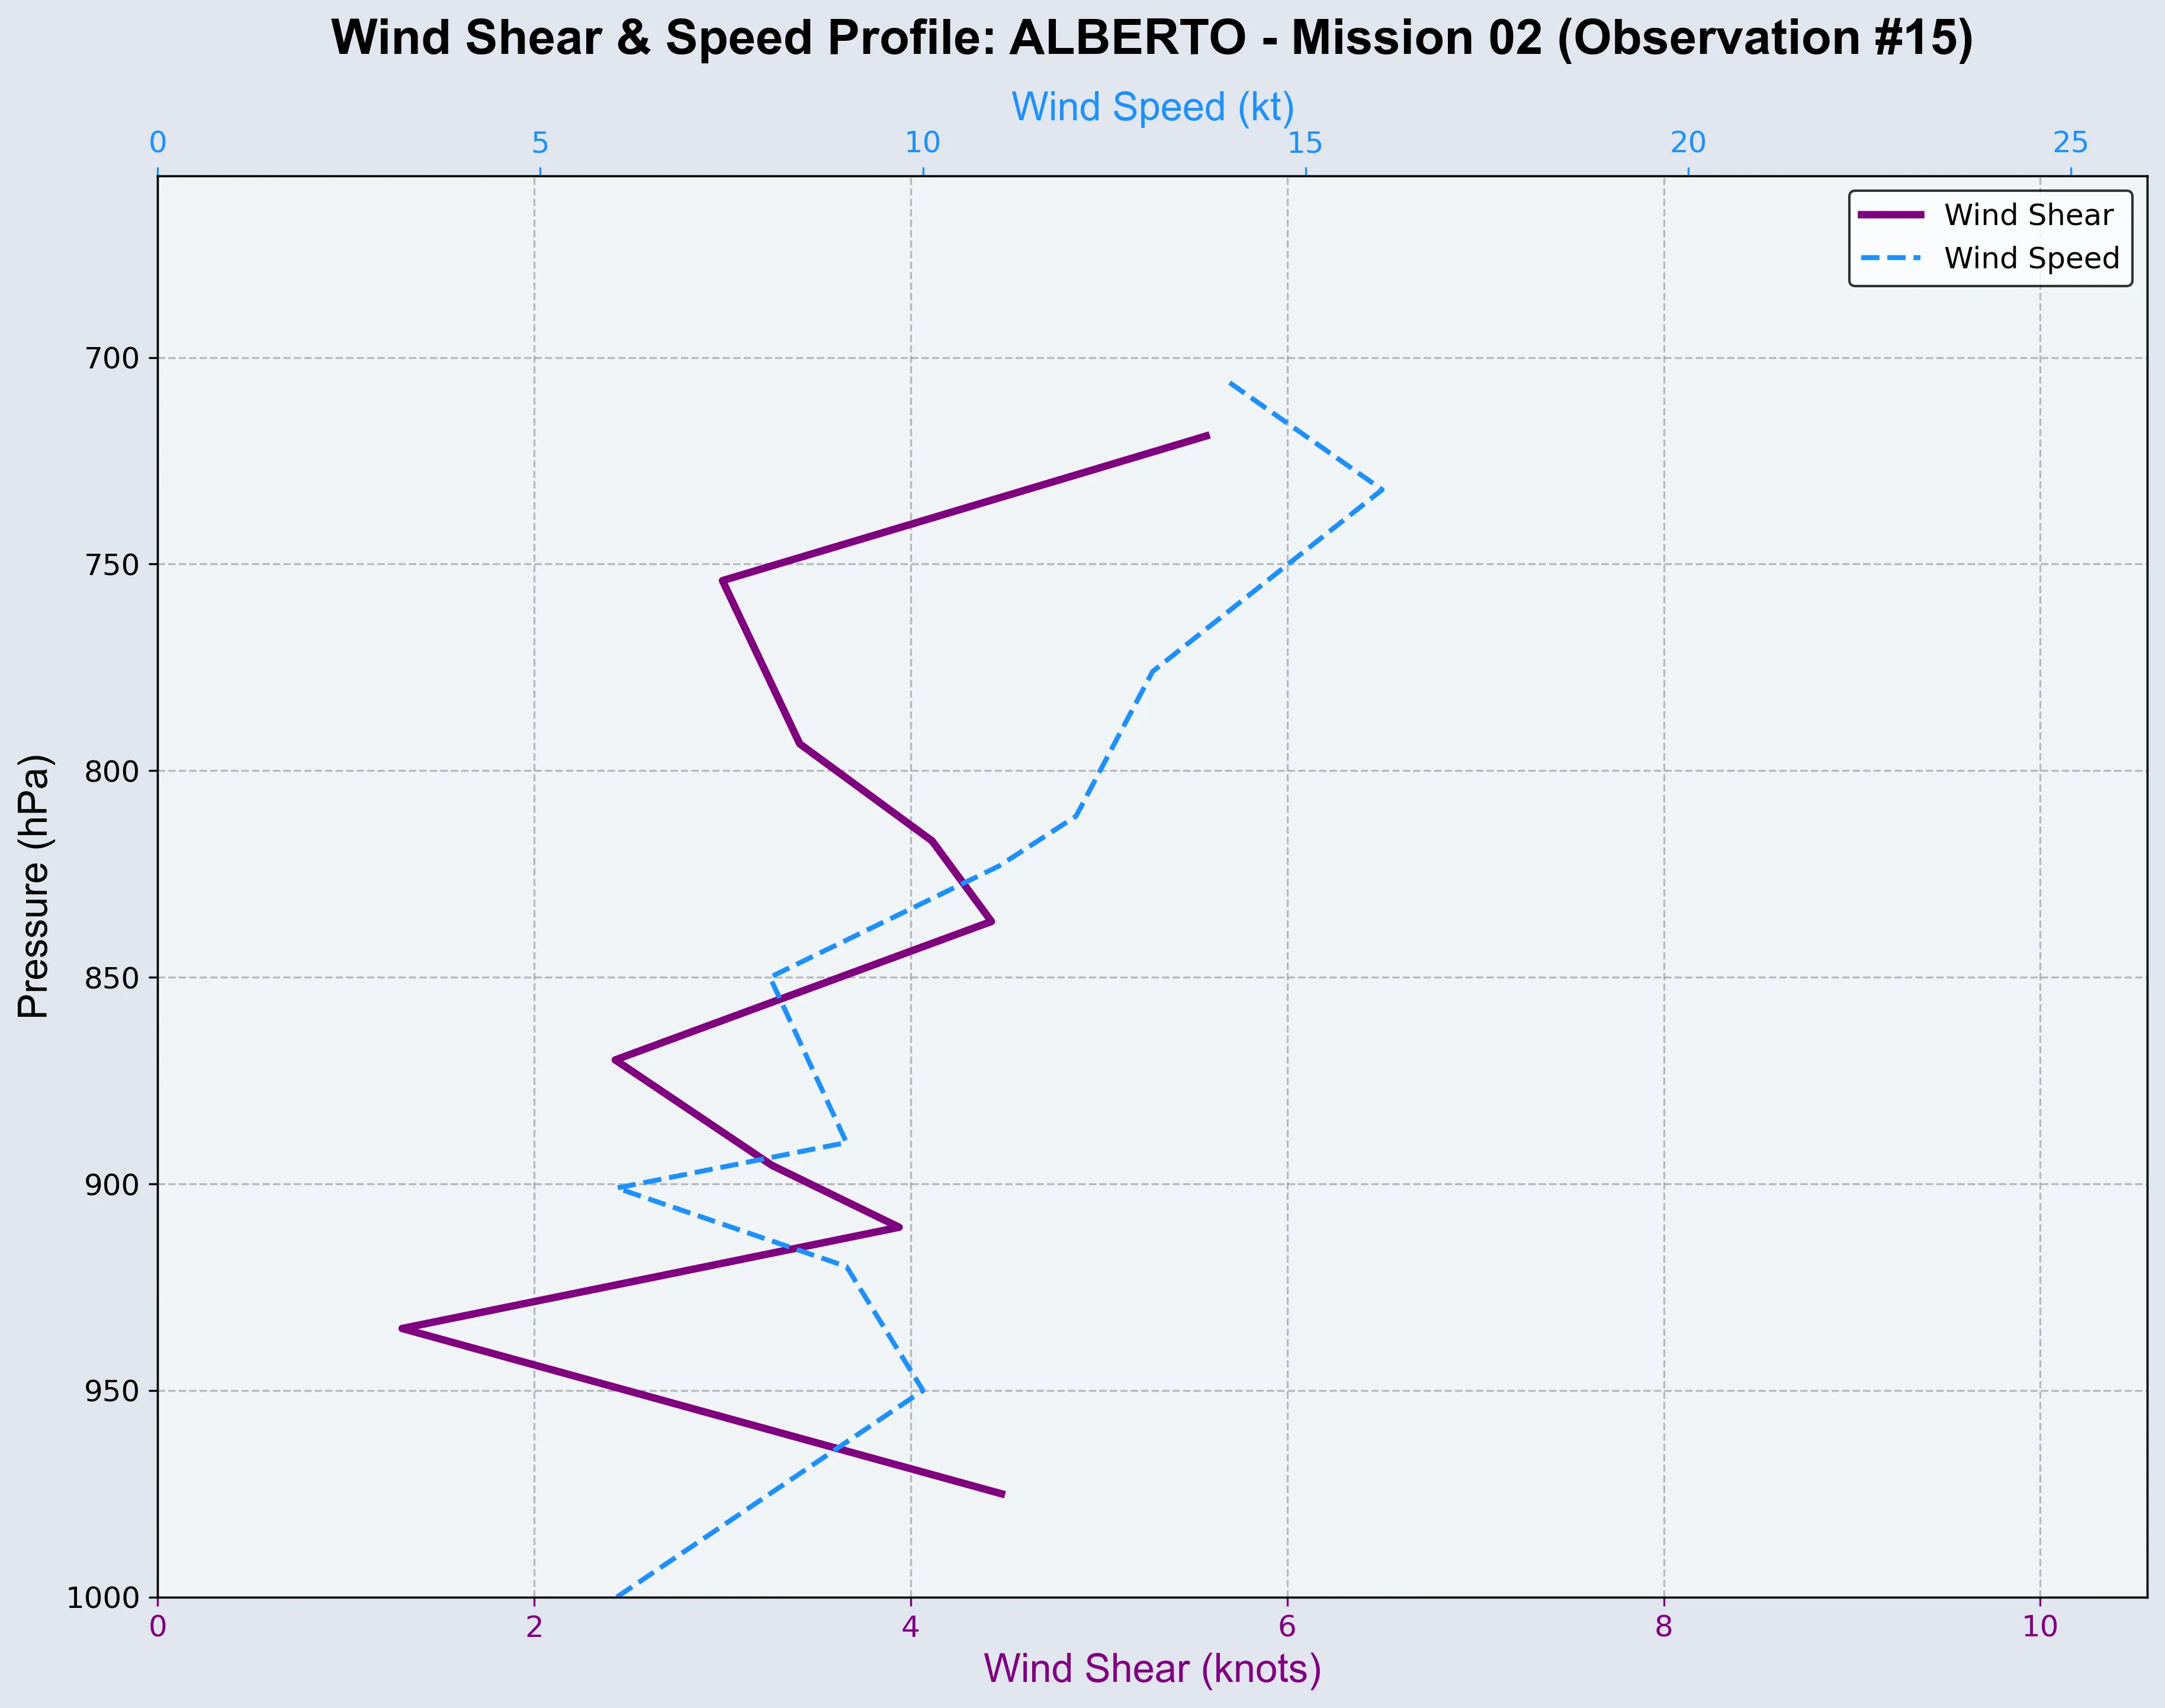 Wind Shear & Speed Profile: ALBERTO - Mission 02 (Observation #15)
Wind Speed (kt)
0 5 10 15 20 25
Wind Shear
Wind Speed
Pressure (hPa)
700
750
800
850
900
950
1000
0 2 4 6 8 10
Wind Shear (knots)